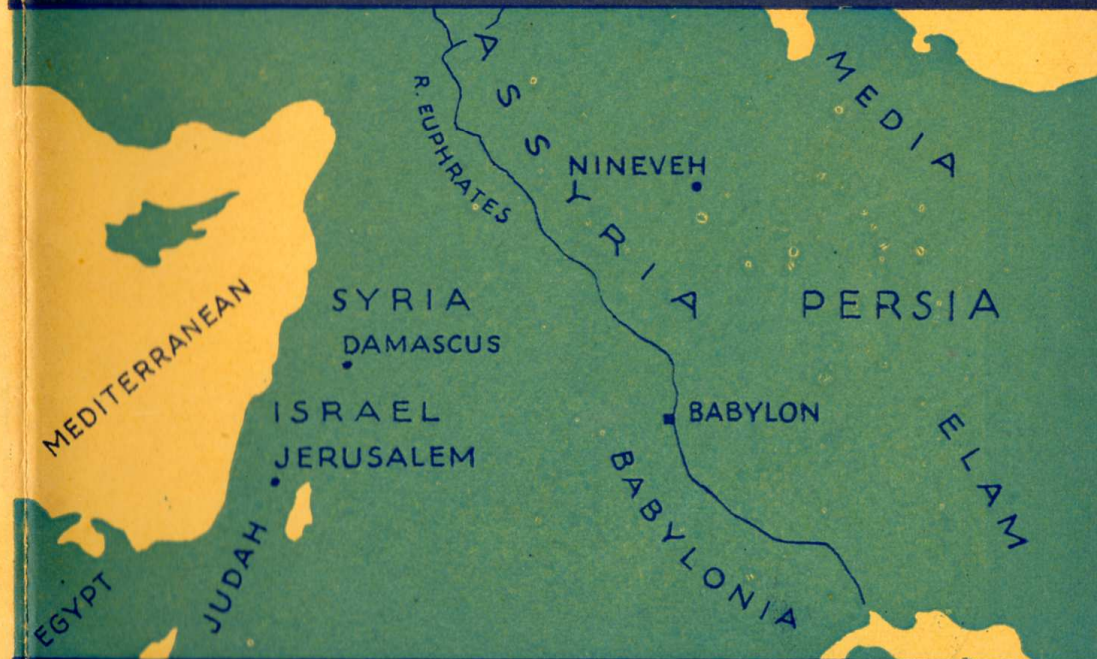 ASSYRIA
MEDIA
R. EUPHRATES
NINEVEH
SYRIA
PERSIA
DAMASCUS
MEDITERRANEAN
ISRAEL
BABYLON
JERUSALEM
ELAM
BABYLONIA
JUDAH
EGYPT